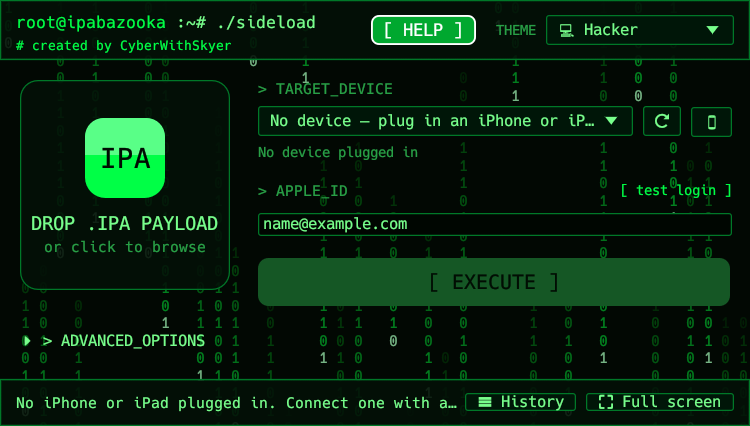 root@ipabazooka :~# ./sideload
# created by CyberWithSkyer
[ HELP ]
THEME
Hacker
IPA
DROP .IPA PAYLOAD
or click to browse
> ADVANCED_OPTIONS
> TARGET_DEVICE
No device — plug in an iPhone or iP…
No device plugged in
> APPLE_ID
[ test login ]
name@example.com
[ EXECUTE ]
No iPhone or iPad plugged in. Connect one with a…
History
Full screen